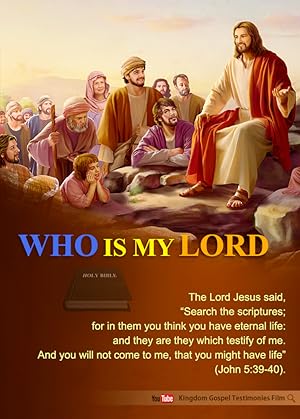 WHO IS MY LORD
HOLY BIBLE
The Lord Jesus said,
"Search the scriptures;
for in them you think you have eternal life:
and they are they which testify of me.
And you will not come to me, that you might have life"
(John 5:39-40).
YouTube Kingdom Gospel Testimonies Film